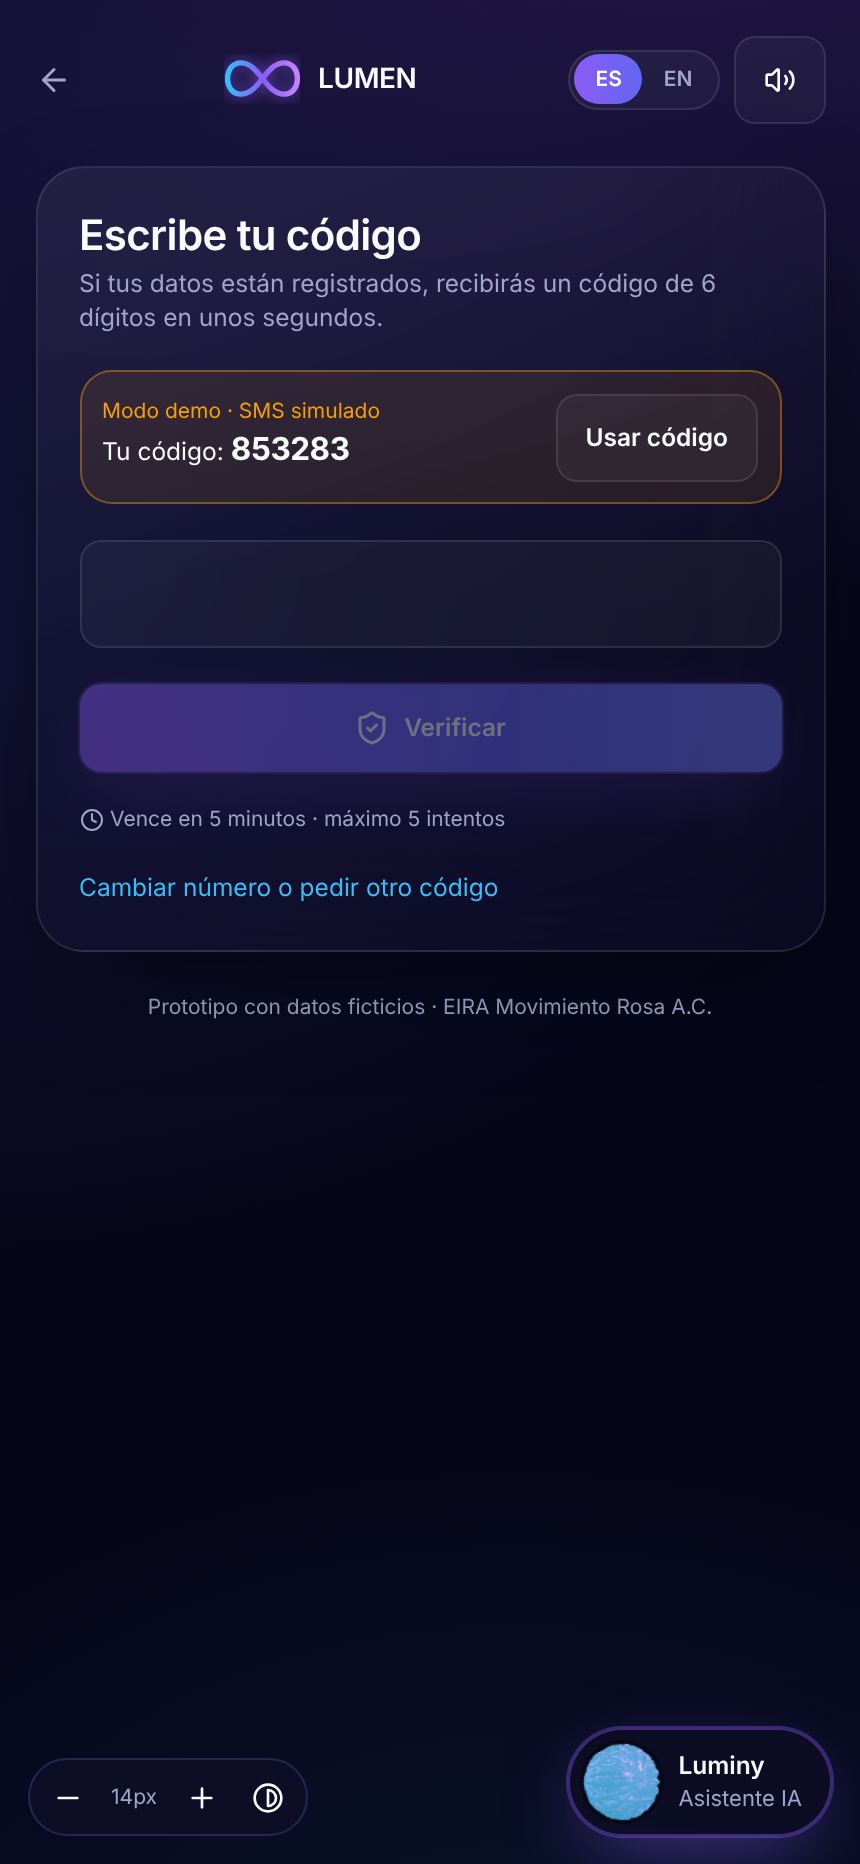 LUMEN
ES EN
Escribe tu código
Si tus datos están registrados, recibirás un código de 6
dígitos en unos segundos.
Modo demo · SMS simulado
Tu código: 853283
Usar código
Verificar
Vence en 5 minutos · máximo 5 intentos
Cambiar número o pedir otro código
Prototipo con datos ficticios · EIRA Movimiento Rosa A.C.
14px
Luminy
Asistente IA